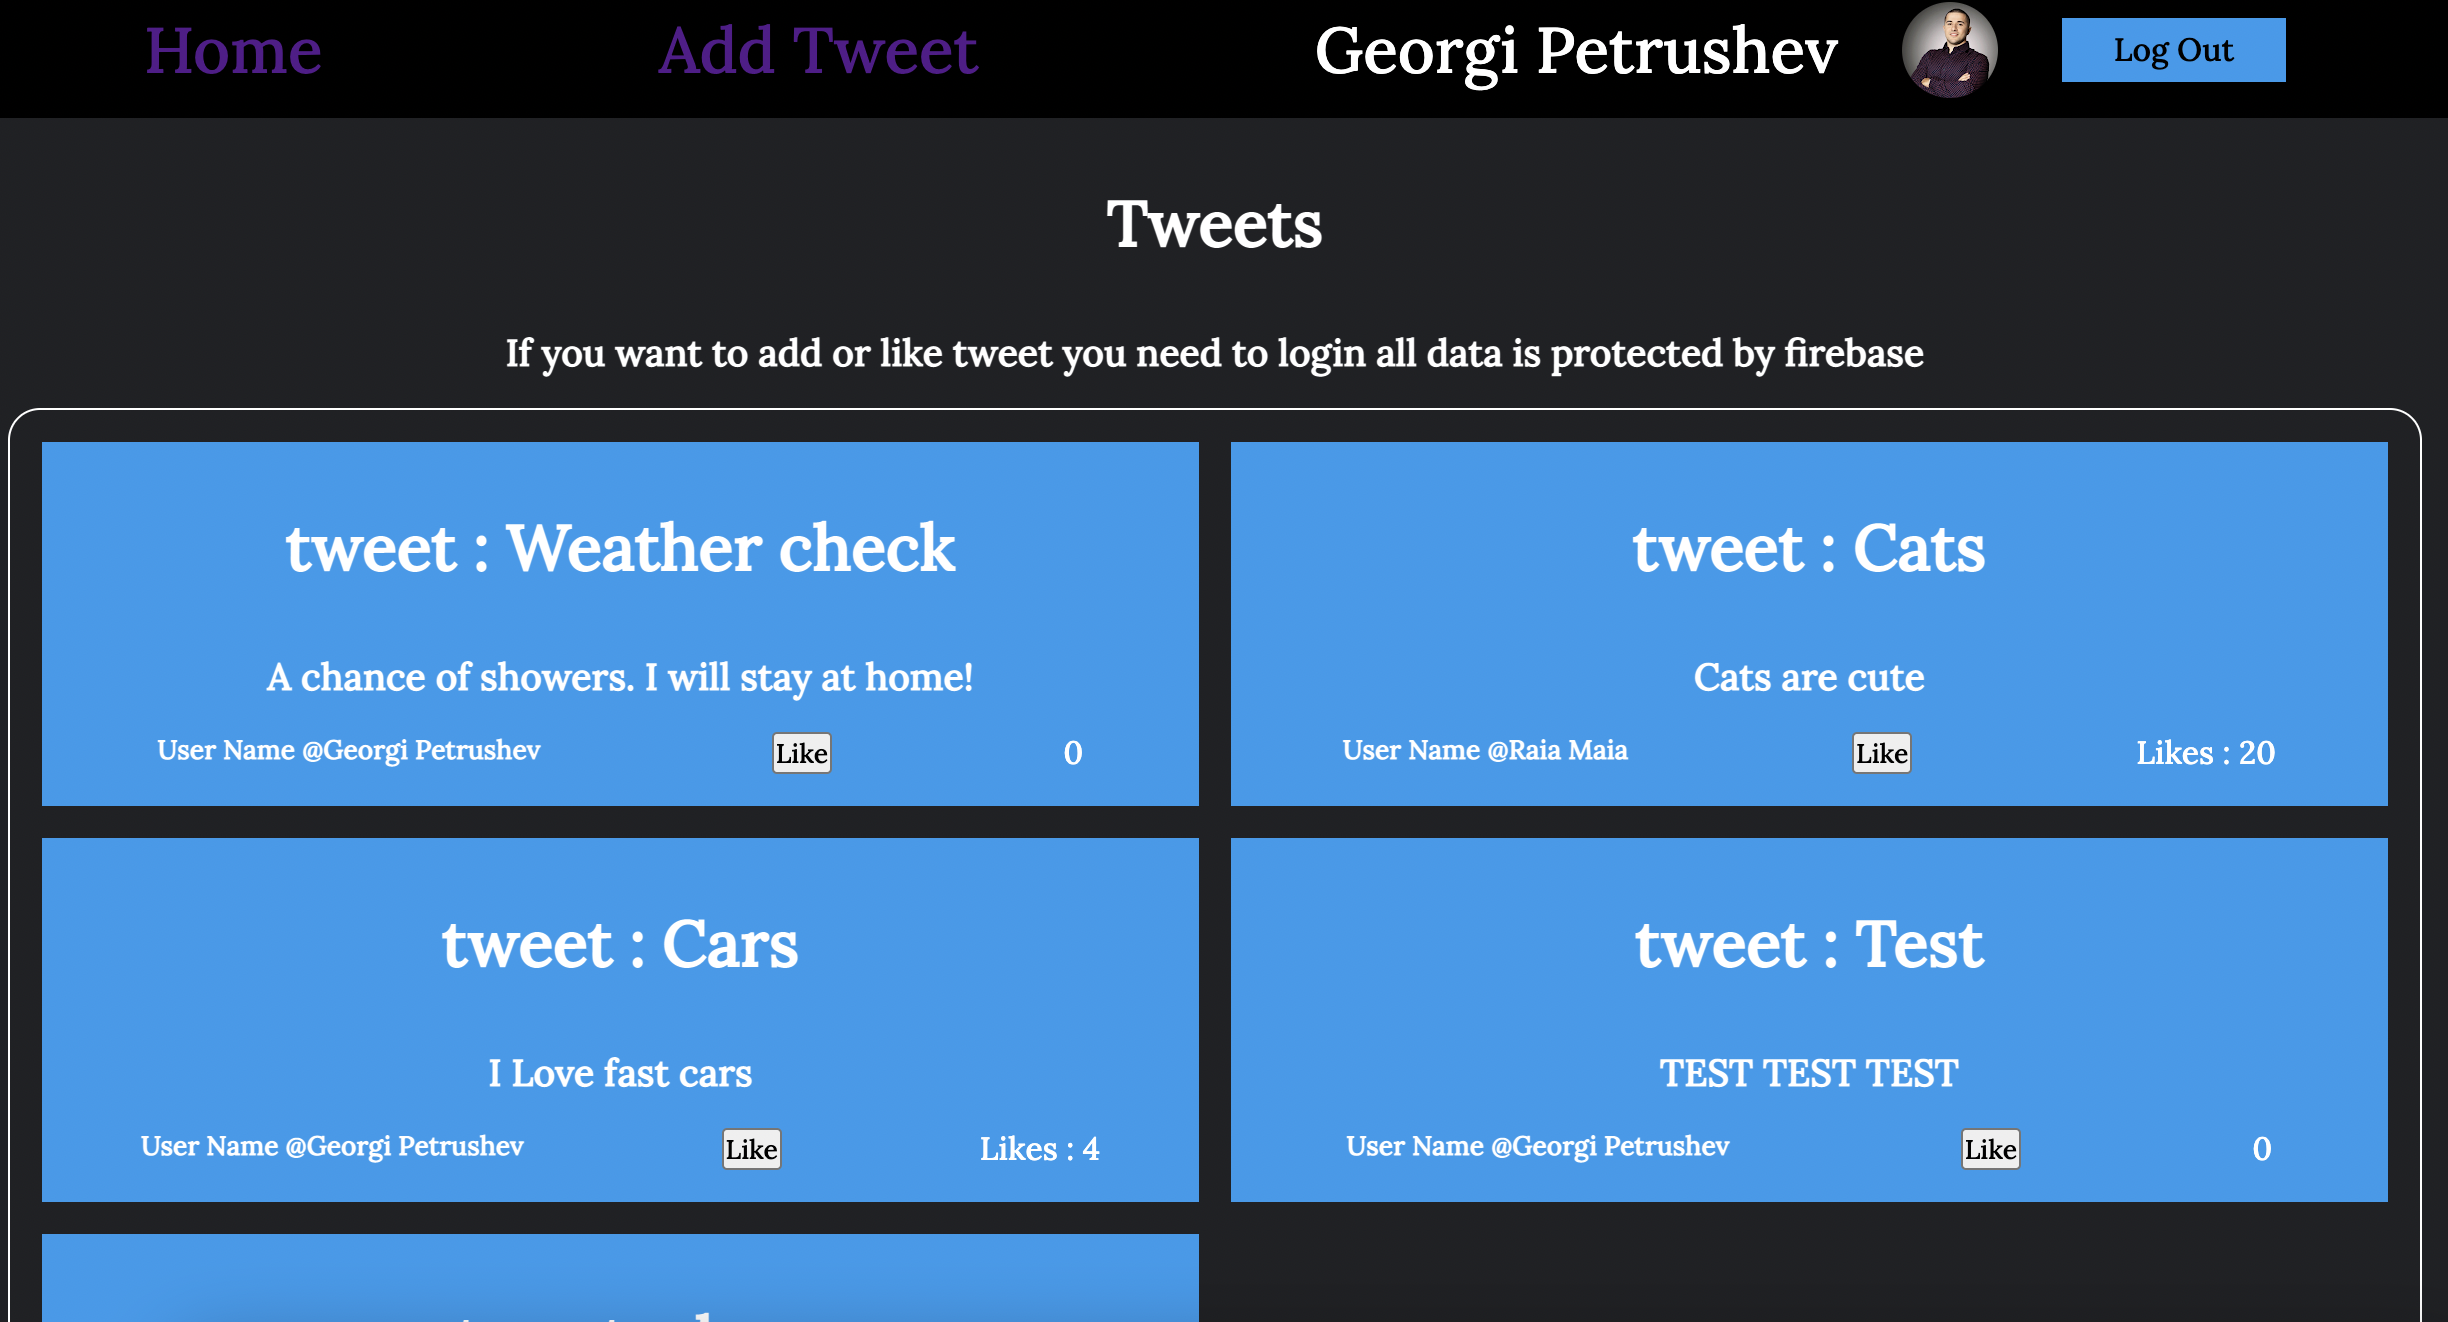 Home Add Tweet Georgi Petrushev Log Out
Tweets
If you want to add or like tweet you need to login all data is protected by firebase
tweet : Weather check
A chance of showers. I will stay at home!
User Name @Georgi Petrushev Like 0
tweet : Cats
Cats are cute
User Name @Raia Maia Like Likes : 20
tweet : Cars
I Love fast cars
User Name @Georgi Petrushev Like Likes : 4
tweet : Test
TEST TEST TEST
User Name @Georgi Petrushev Like 0